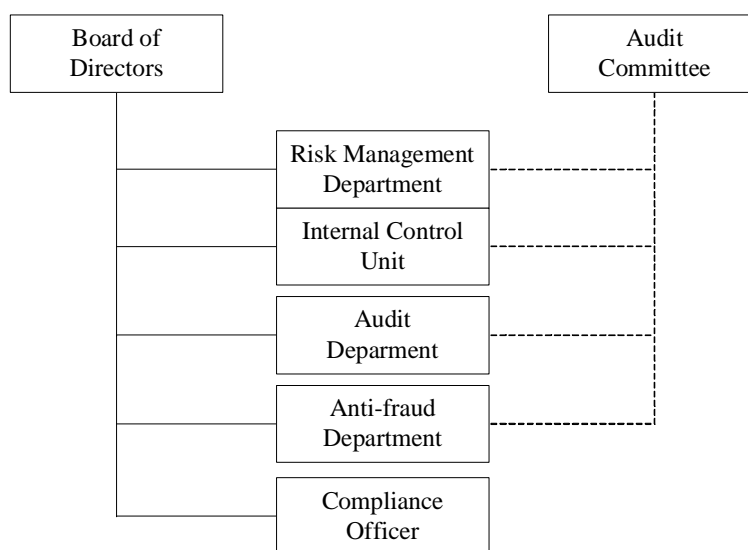 Board of
Directors
Audit
Committee
Risk Management
Department
Internal Control
Unit
Audit
Deparment
Anti-fraud
Department
Compliance
Officer